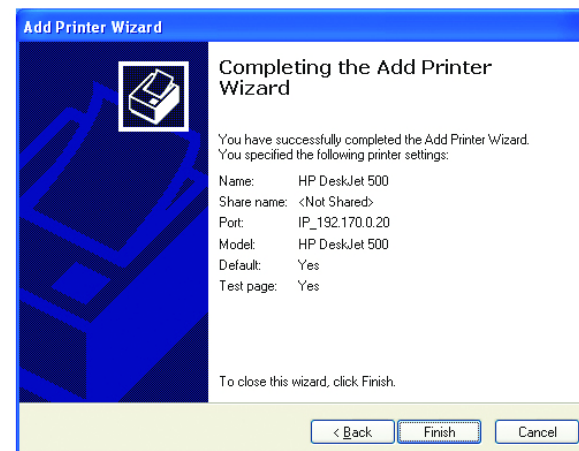 Add Printer Wizard
Completing the Add Printer
Wizard
You have successfully completed the Add Printer Wizard.
You specified the following printer settings:
Name: HP DeskJet 500
Share name: <Not Shared>
Port: IP_192.170.0.20
Model: HP DeskJet 500
Default: Yes
Test page: Yes
To close this wizard, click Finish.
< Back Finish Cancel